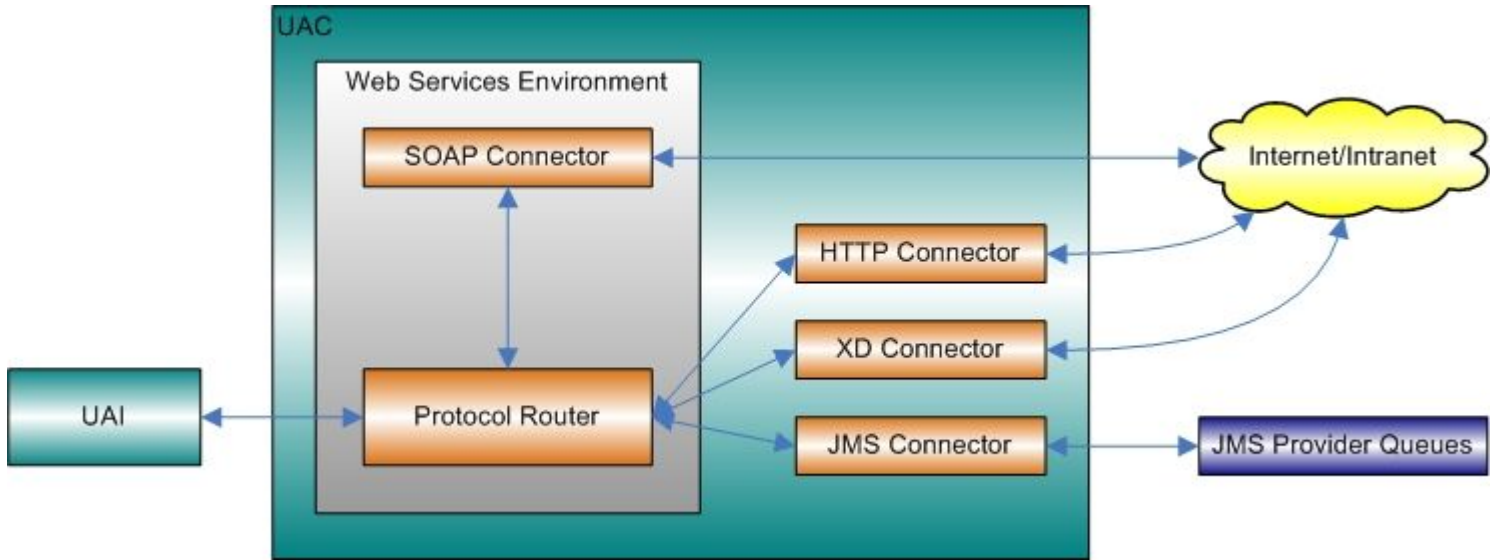 UAC
Web Services Environment
SOAP Connector
Internet/Intranet
HTTP Connector
XD Connector
UAI
Protocol Router
JMS Connector
JMS Provider Queues